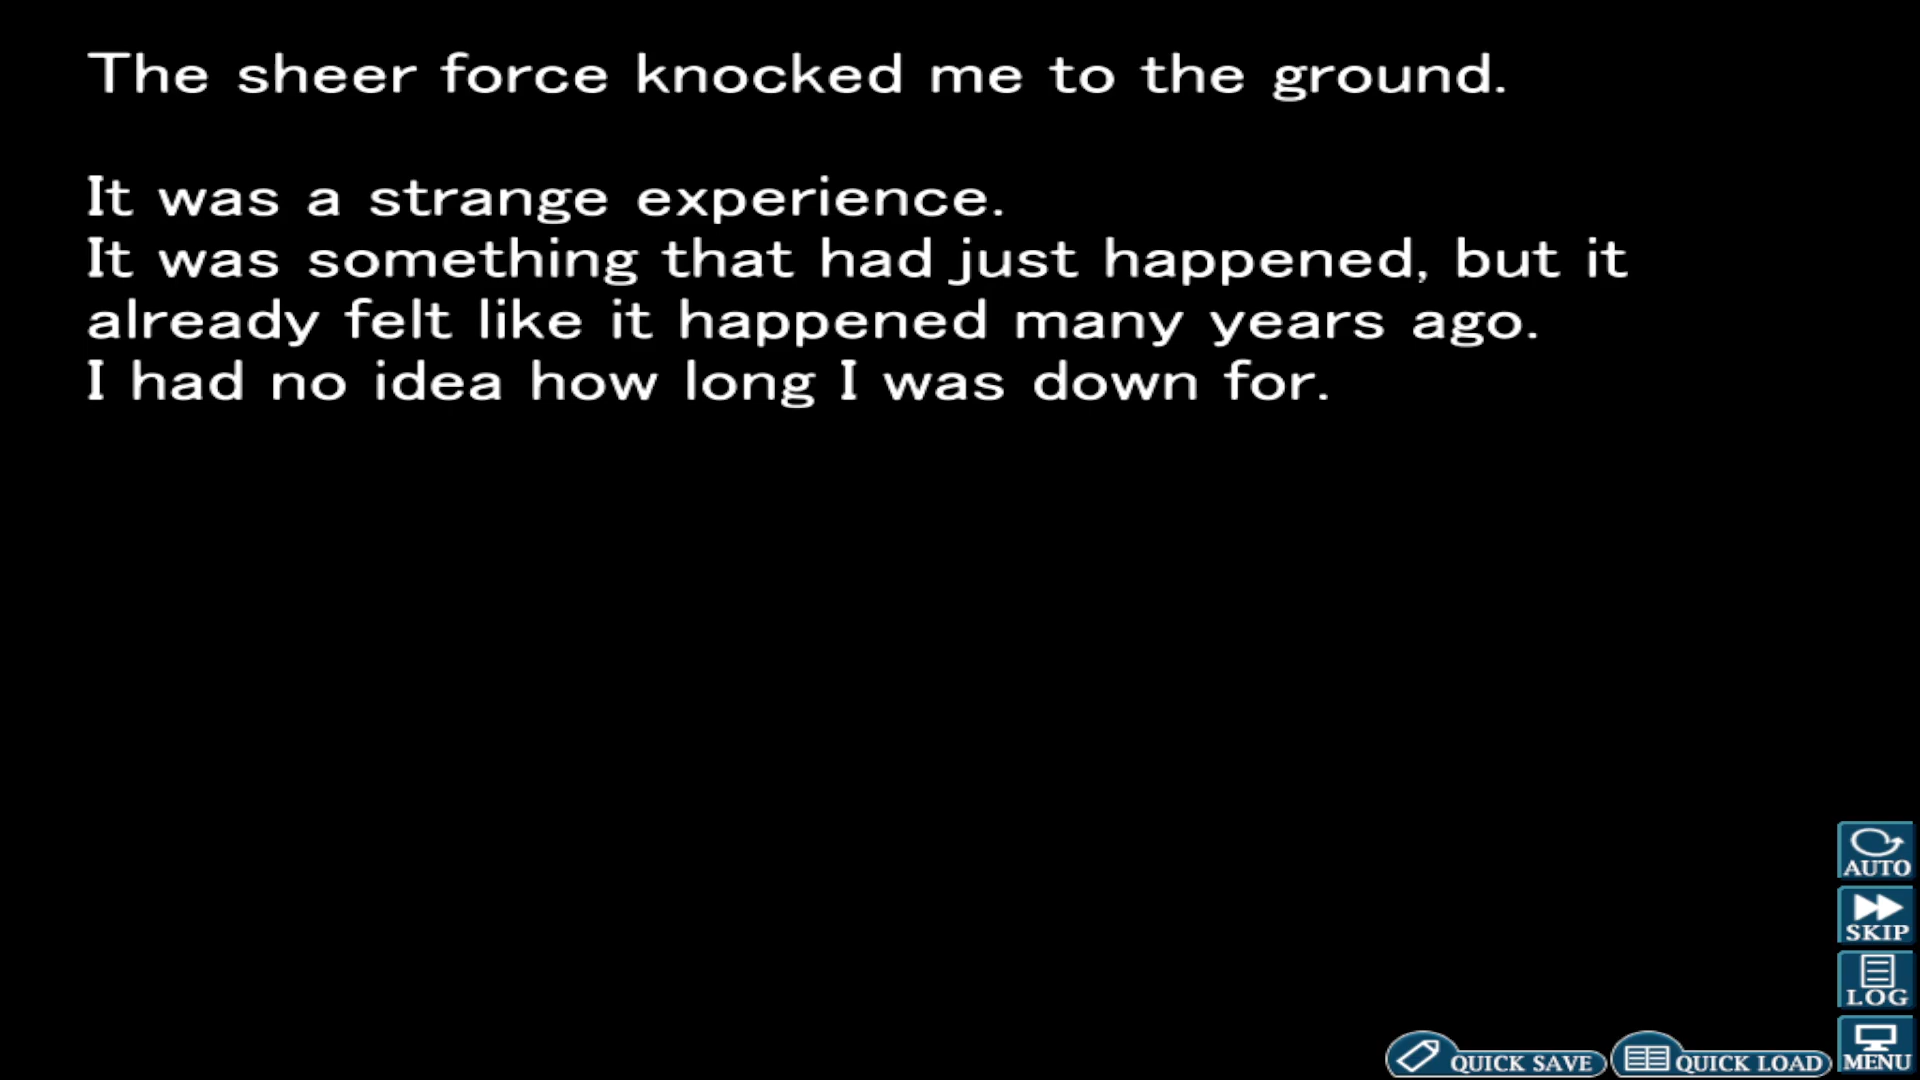 The sheer force knocked me to the ground.
It was a strange experience.
It was something that had just happened, but it
already felt like it happened many years ago.
I had no idea how long I was down for.
AUTO
SKIP
LOG
QUICK SAVE
QUICK LOAD
MENU